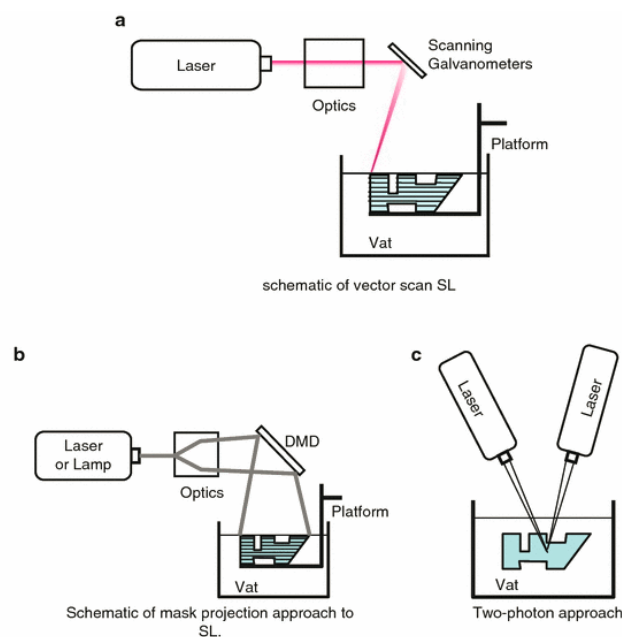 a
Laser
Optics
Scanning
Galvanometers
Platform
Vat
schematic of vector scan SL
b
Laser
or Lamp
Optics
DMD
Platform
Vat
Schematic of mask projection approach to
SL.
c
Laser
Laser
Vat
Two-photon approach